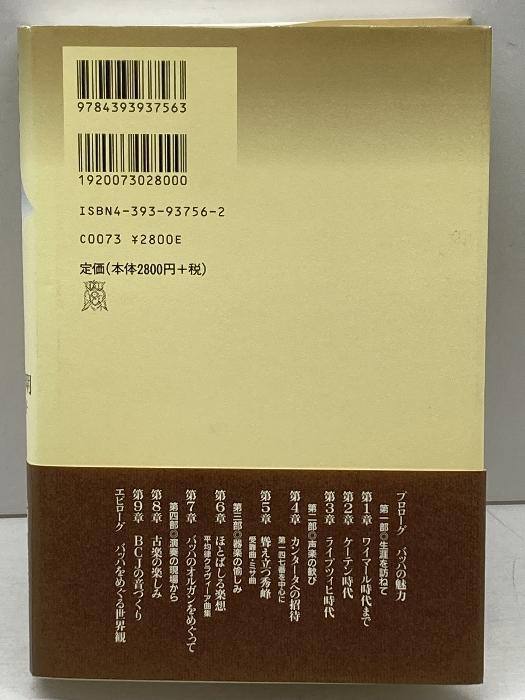 9784393937563
1920073028000
ISBN4-393-93756-2
C0073 ¥2800E
定価(本体2800円+税)
プロローグ バッハの魅力
第一部◎生涯を訪ねて
第1章 ワイマール時代まで
第2章 ケーテン時代
第3章 ライプツィヒ時代
第二部◎声楽の歓び
第4章 カンタータへの招待
第一四七番を中心に
第5章 聳え立つ秀峰
受難曲・ミサ曲
第三部◎器楽の愉しみ
第6章 ほとばしる楽想
平均律クラヴィーア曲集
第7章 バッハのオルガンをめぐって
第四部◎演奏の現場から
第8章 古楽の楽しみ
第9章 BCJの音づくり
エピローグ バッハをめぐる世界観